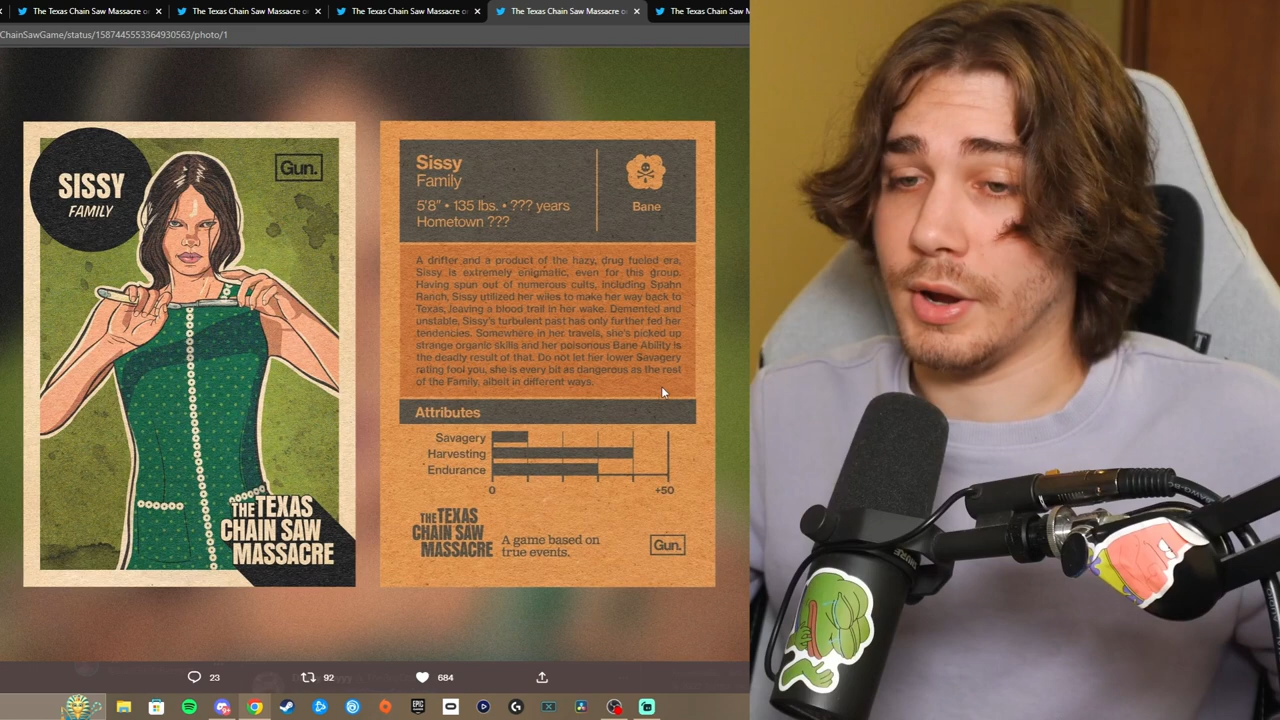 The Texas Chain Saw Massacre o
The Texas Chain Saw Massacre o
The Texas Chain Saw Massacre o
The Texas Chain Saw Massacre o
The Texas Chain Saw M
ChainSawGame/status/1587445553364930563/photo/1
SISSY
FAMILY
Gun.
THE TEXAS
CHAIN SAW
MASSACRE
Sissy
Family
5'8" • 135 lbs. • ??? years
Hometown ???
Bane
A drifter and a product of the hazy, drug fueled era,
Sissy is extremely enigmatic, even for this group.
Having spun out of numerous cults, including Spahn
Ranch, Sissy utilized her wiles to make her way back to
Texas, leaving a blood trail in her wake. Demented and
unstable, Sissy's turbulent past has only further fed her
tendencies. Somewhere in her travels, she's picked up
strange organic skills and her poisonous Bane Ability is
the deadly result of that. Do not let her lower Savagery
rating fool you, she is every bit as dangerous as the rest
of the Family, albeit in different ways.
Attributes
Savagery
Harvesting
Endurance
0 +50
THE TEXAS
CHAIN SAW
MASSACRE
A game based on
true events.
Gun.
23 92 684
EPIC
SHURE